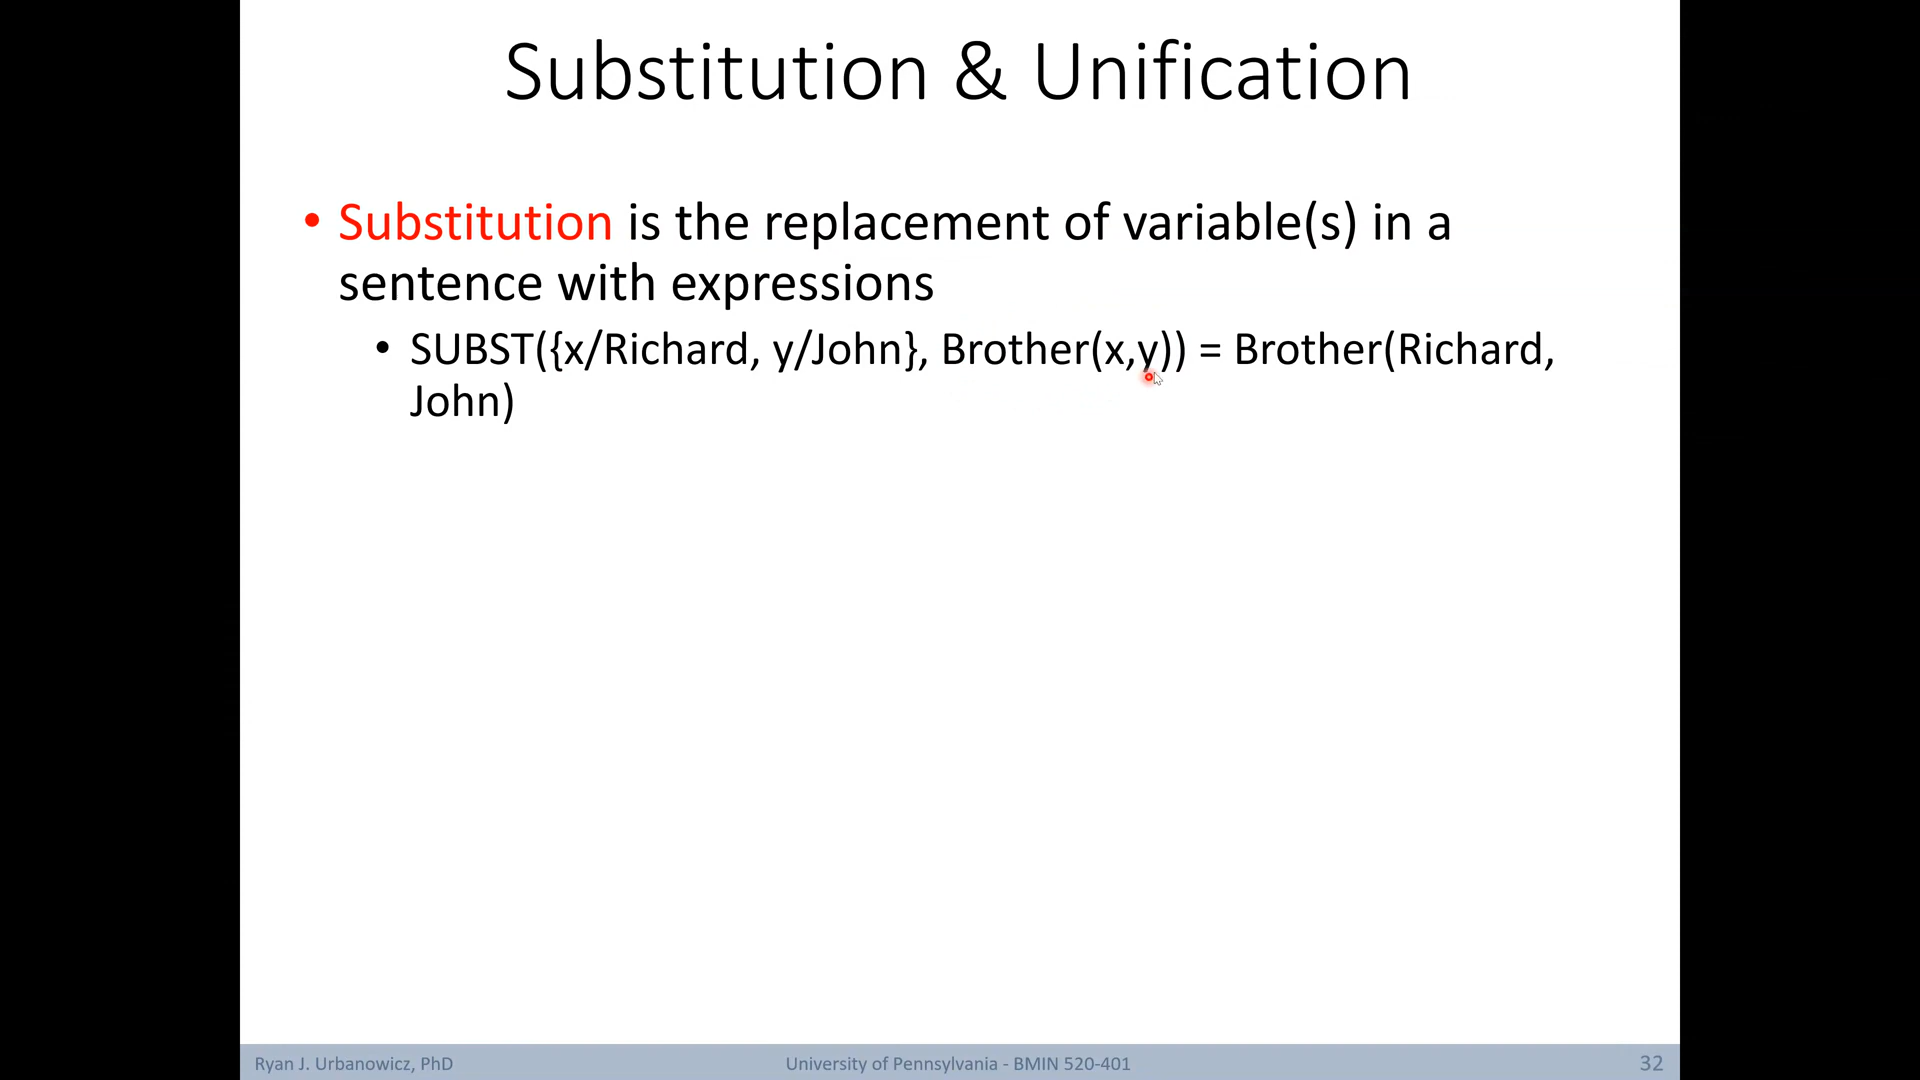 Substitution & Unification
• Substitution is the replacement of variable(s) in a
sentence with expressions
• SUBST({x/Richard, y/John}, Brother(x,y)) = Brother(Richard,
John)
Ryan J. Urbanowicz, PhD
University of Pennsylvania - BMIN 520-401
32